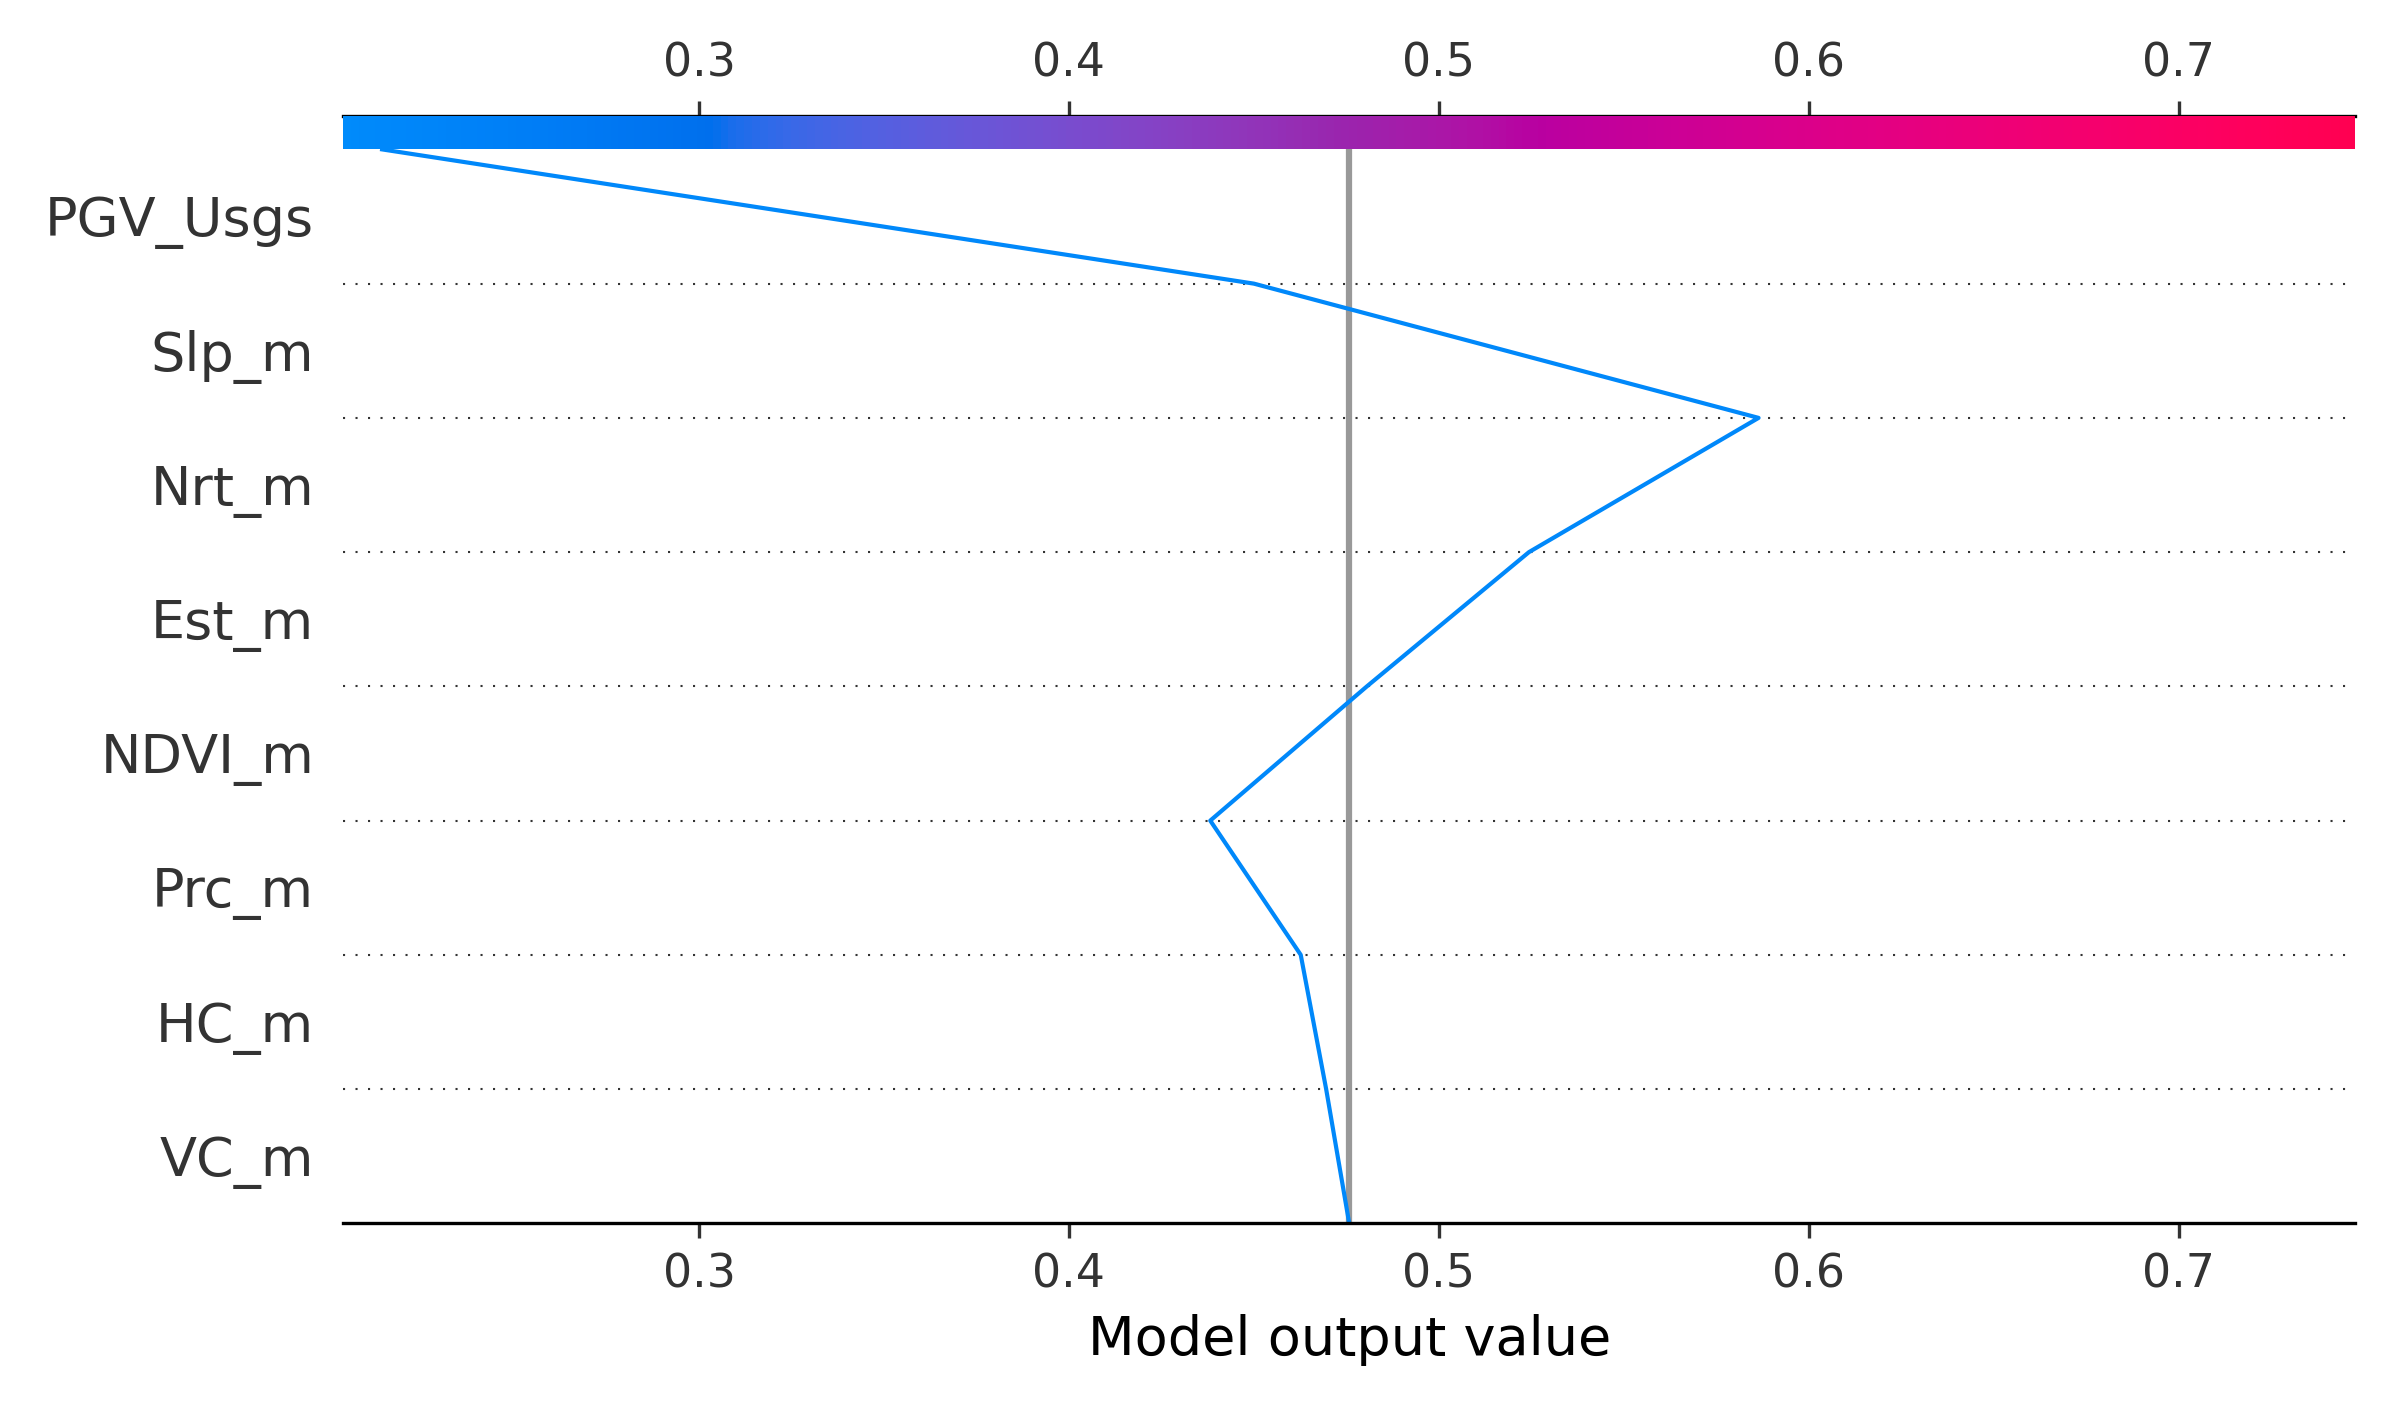 0.3 0.4 0.5 0.6 0.7
PGV_Usgs
Slp_m
Nrt_m
Est_m
NDVI_m
Prc_m
HC_m
VC_m
0.3 0.4 0.5 0.6 0.7
Model output value